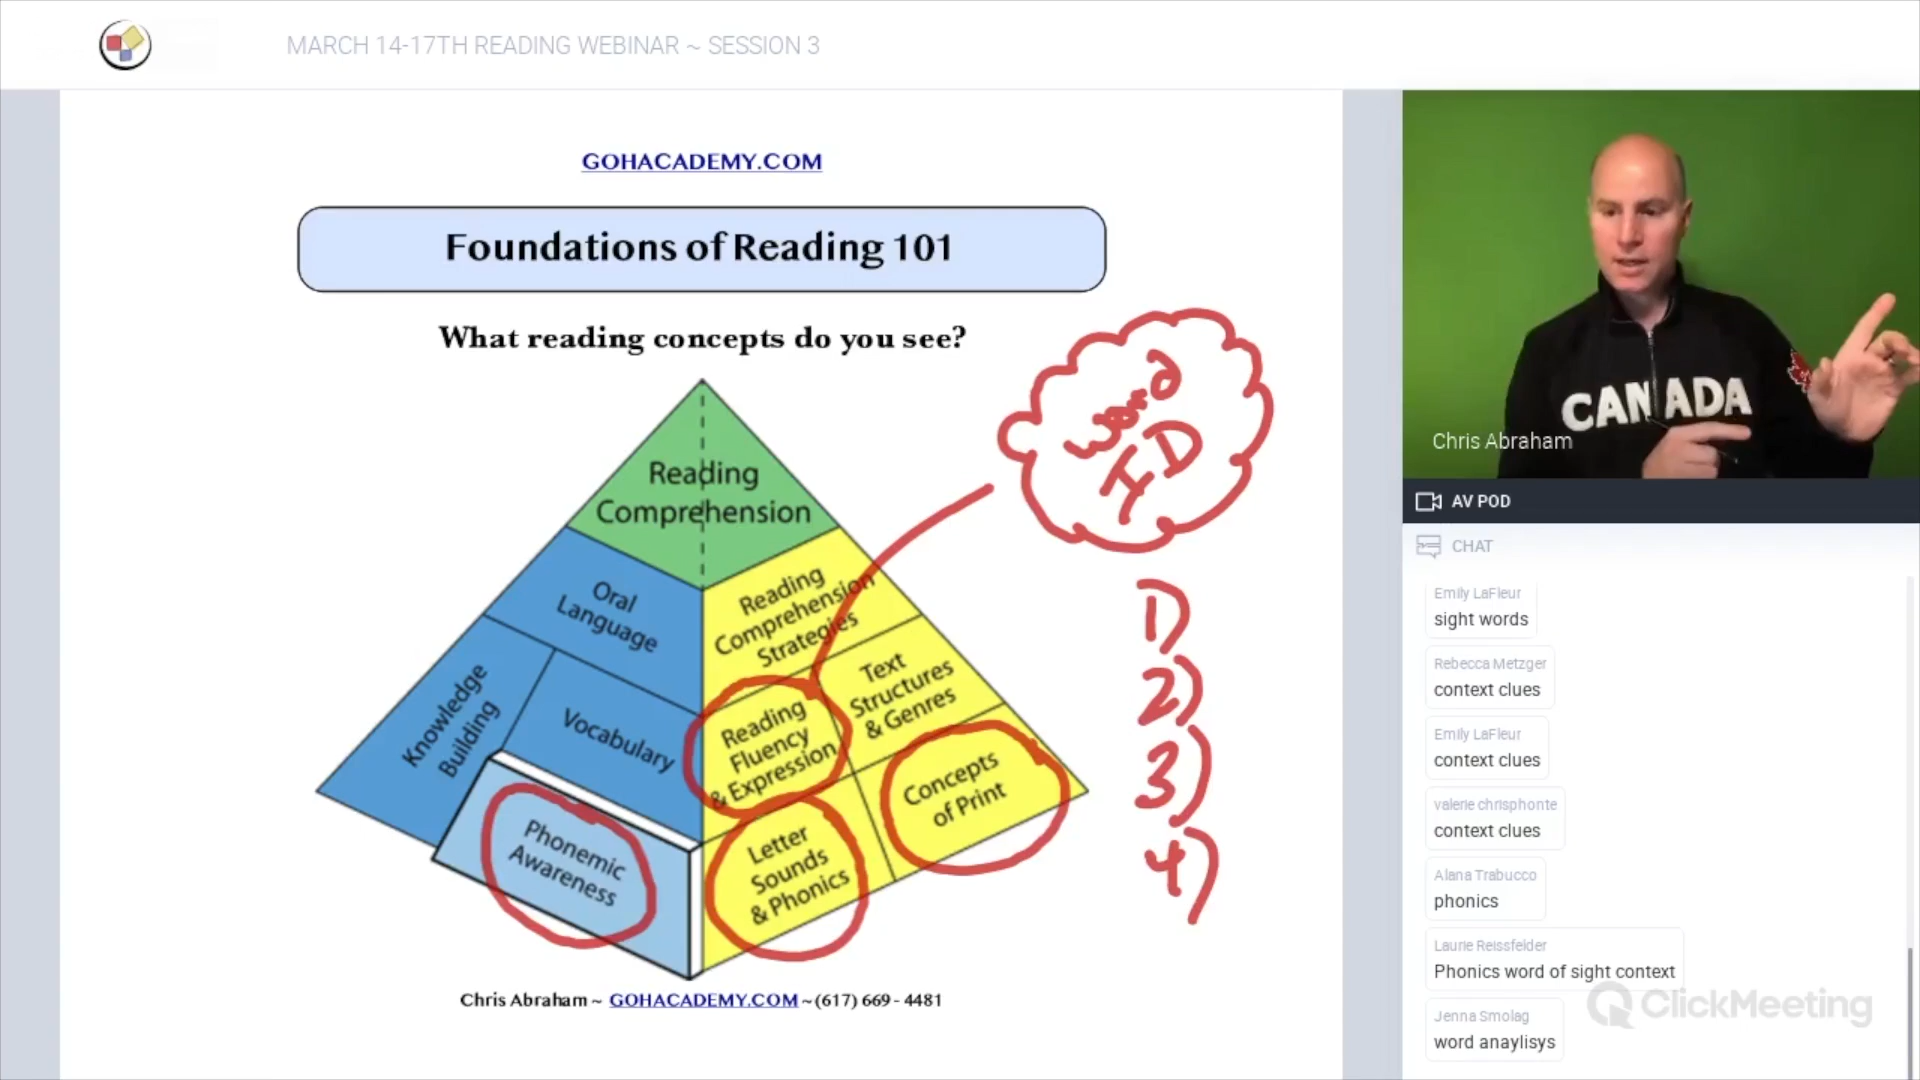 MARCH 14-17TH READING WEBINAR ~ SESSION 3
GOHACADEMY.COM
Foundations of Reading 101
What reading concepts do you see?
Reading
Comprehension
Oral
Language
Reading
Comprehension
Strategies
Knowledge
Building
Vocabulary
Reading
Fluency
& Expression
Text
Structures
& Genres
Phonemic
Awareness
Letter
Sounds
& Phonics
Concepts
of Print
word
ID
1)
2)
3)
4)
Chris Abraham ~ GOHACADEMY.COM ~ (617) 669 - 4481
CANADA
Chris Abraham
AV POD
CHAT
Emily LaFleur
sight words
Rebecca Metzger
context clues
Emily LaFleur
context clues
valerie chrisphonte
context clues
Alana Trabucco
phonics
Laurie Reissfelder
Phonics word of sight context
Jenna Smolag
word anaylisys
ClickMeeting